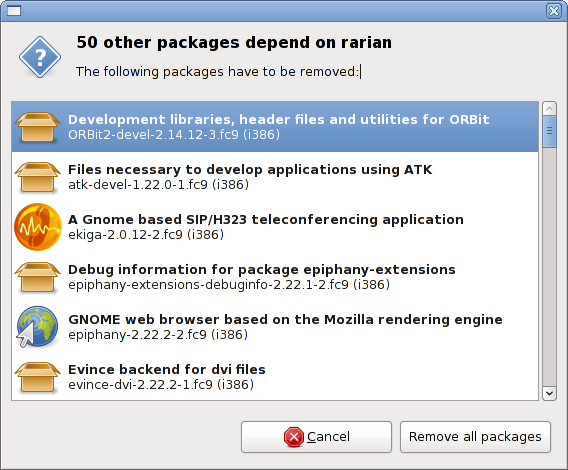 50 other packages depend on rarian
The following packages have to be removed:
Development libraries, header files and utilities for ORBit
ORBit2-devel-2.14.12-3.fc9 (i386)
Files necessary to develop applications using ATK
atk-devel-1.22.0-1.fc9 (i386)
A Gnome based SIP/H323 teleconferencing application
ekiga-2.0.12-2.fc9 (i386)
Debug information for package epiphany-extensions
epiphany-extensions-debuginfo-2.22.1-2.fc9 (i386)
GNOME web browser based on the Mozilla rendering engine
epiphany-2.22.2-2.fc9 (i386)
Evince backend for dvi files
evince-dvi-2.22.2-1.fc9 (i386)
Cancel
Remove all packages